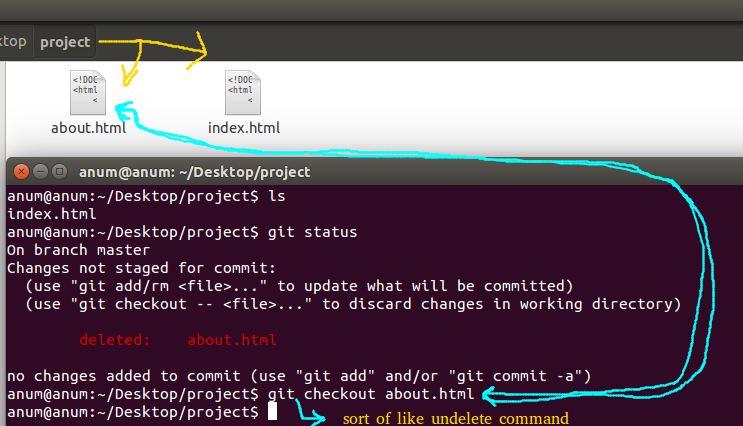 ktop project
<!DOC <!DOC
<html <html
< <
about.html index.html
anum@anum: ~/Desktop/project
anum@anum:~/Desktop/project$ ls
index.html
anum@anum:~/Desktop/project$ git status
On branch master
Changes not staged for commit:
(use "git add/rm <file>..." to update what will be committed)
(use "git checkout -- <file>..." to discard changes in working directory)
deleted: about.html
no changes added to commit (use "git add" and/or "git commit -a")
anum@anum:~/Desktop/project$ git checkout about.html
anum@anum:~/Desktop/project$
sort of like undelete command